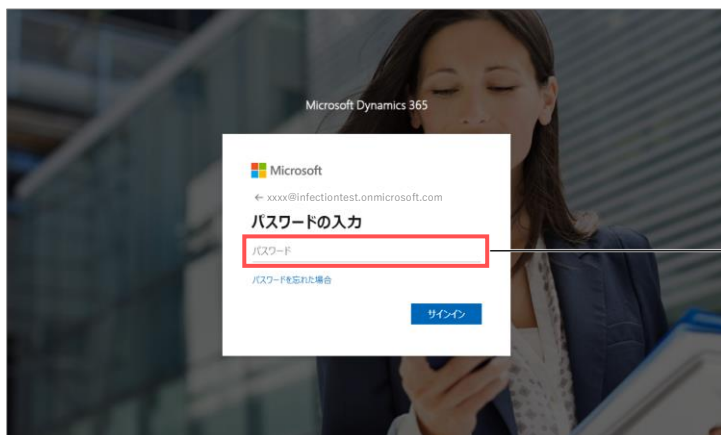 Microsoft Dynamics 365
Microsoft
← xxxx@infectiontest.onmicrosoft.com
パスワードの入力
パスワード
パスワードを忘れた場合
サインイン